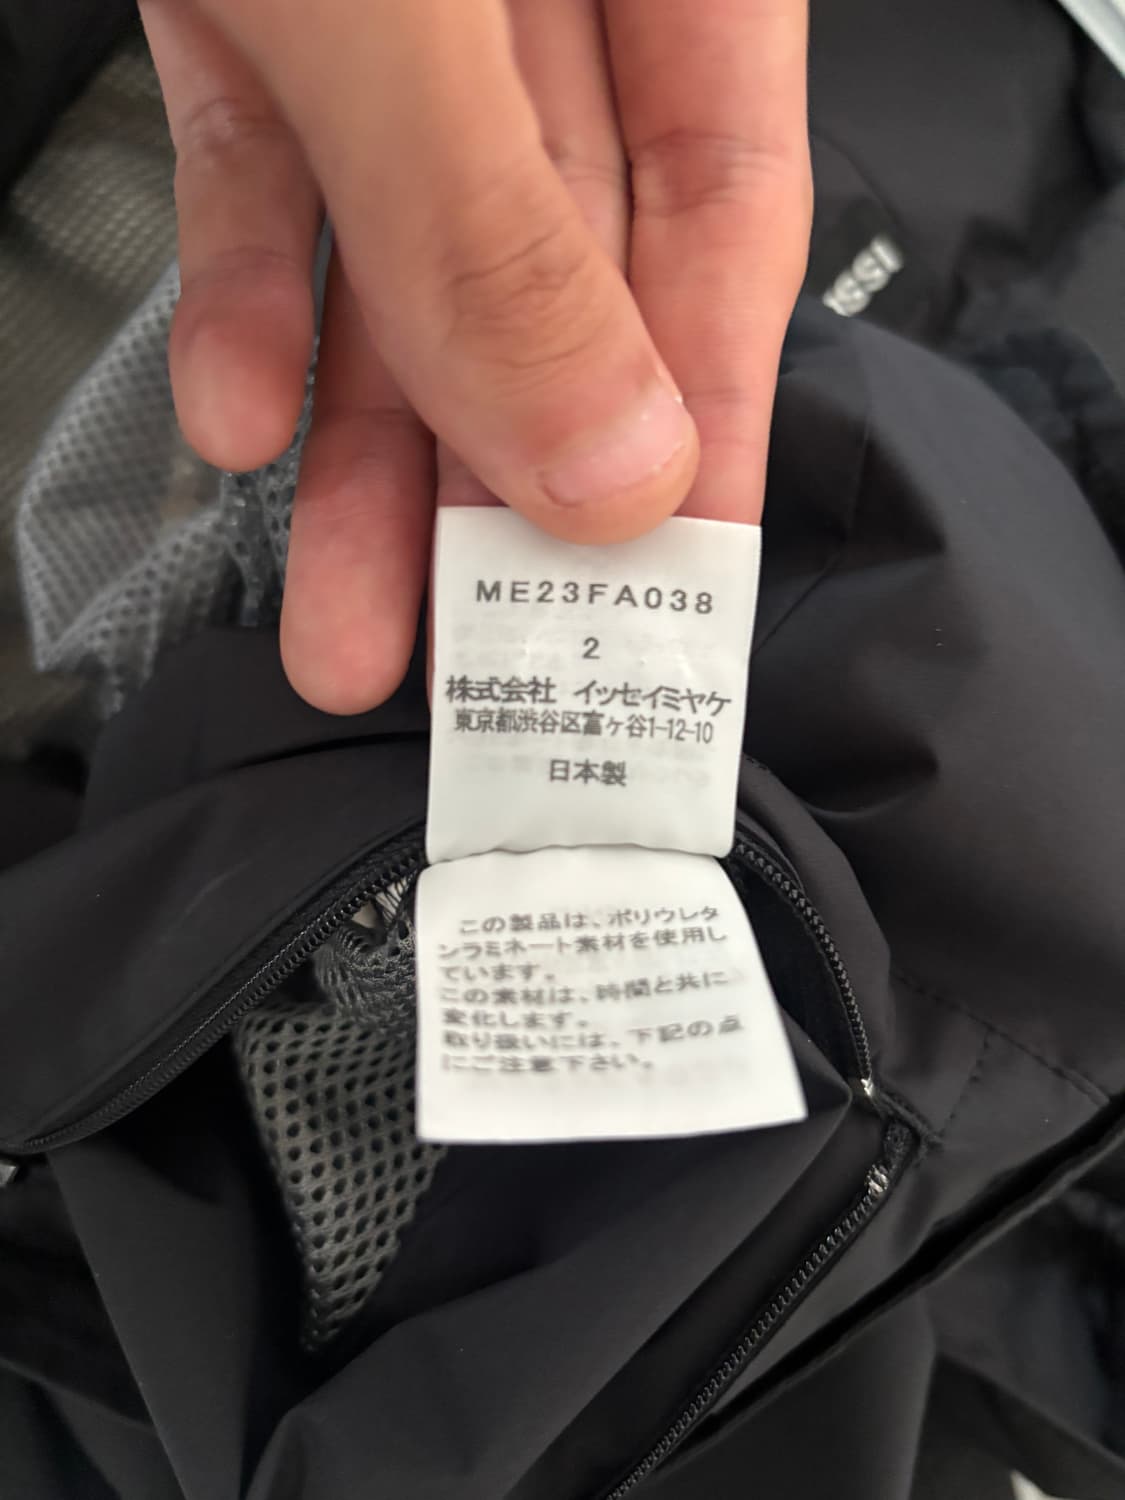 ME23FA038
2
株式会社 イッセイミヤケ
東京都渋谷区富ヶ谷1-12-10
日本製
この製品は、ポリウレタ
ンラミネート素材を使用し
ています。
この素材は、時間と共に
変化します。
取り扱いには、下記の点
にご注意下さい。